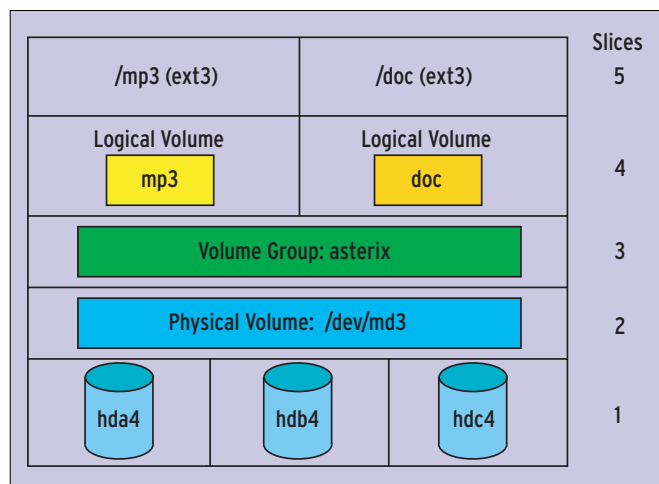 Slices
/mp3 (ext3) /doc (ext3) 5
Logical Volume Logical Volume
mp3 doc 4
Volume Group: asterix 3
Physical Volume: /dev/md3 2
hda4 hdb4 hdc4 1